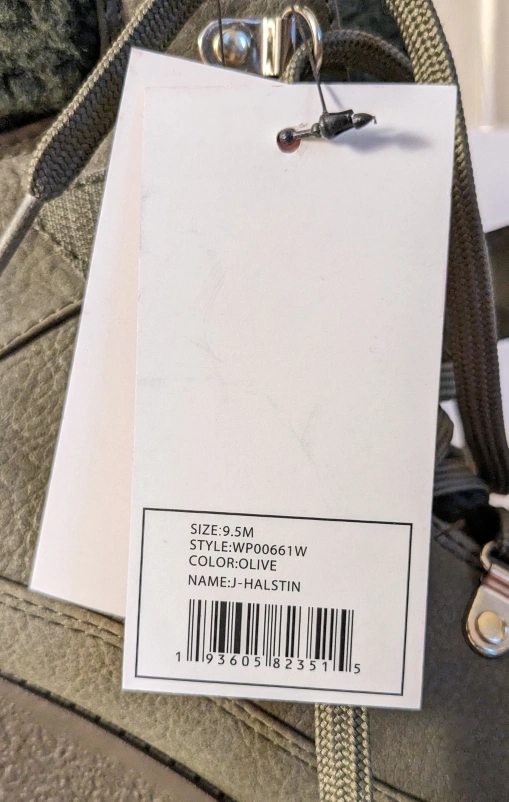 SIZE:9.5M
STYLE:WP00661W
COLOR:OLIVE
NAME:J-HALSTIN
1 93605 82351 5